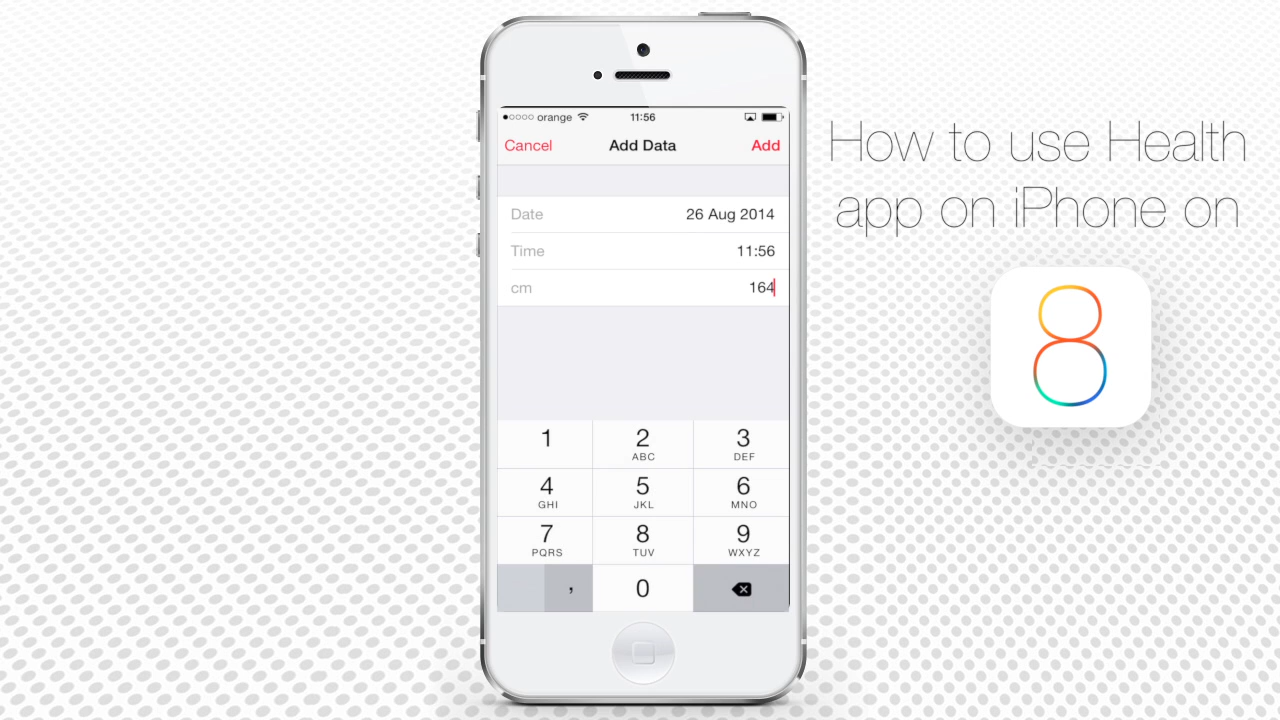 orange 11:56
Cancel Add Data Add
Date 26 Aug 2014
Time 11:56
cm 164
1 2 3
ABC DEF
4 5 6
GHI JKL MNO
7 8 9
PQRS TUV WXYZ
, 0
How to use Health
app on iPhone on
8